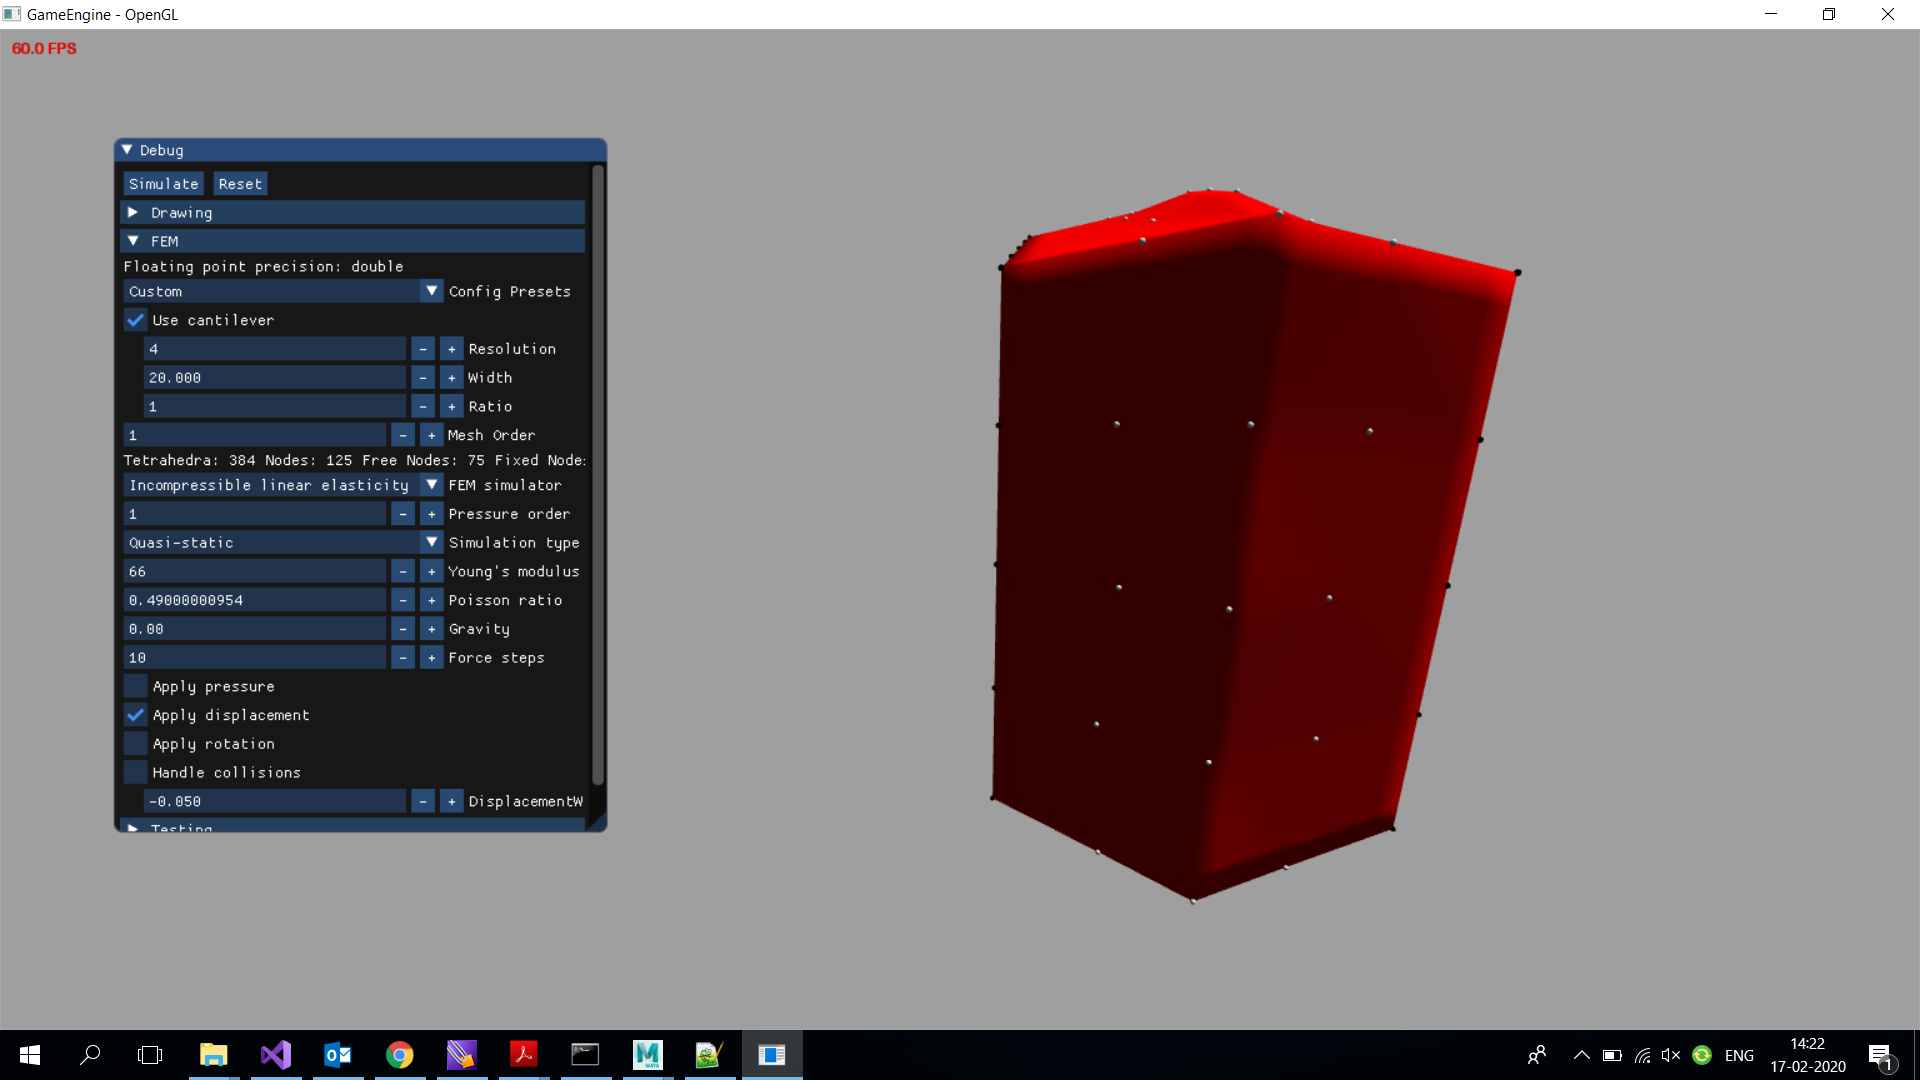 GameEngine - OpenGL
60.0 FPS
Debug
Simulate Reset
Drawing
FEM
Floating point precision: double
Custom Config Presets
Use cantilever
4 - + Resolution
20.000 - + Width
1 - + Ratio
1 - + Mesh Order
Tetrahedra: 384 Nodes: 125 Free Nodes: 75 Fixed Node:
Incompressible linear elasticity FEM simulator
1 - + Pressure order
Quasi-static Simulation type
66 - + Young's modulus
0.49000000954 - + Poisson ratio
0.00 - + Gravity
10 - + Force steps
Apply pressure
Apply displacement
Apply rotation
Handle collisions
-0.050 - + DisplacementW
Testing
ENG
14:22
17-02-2020
1